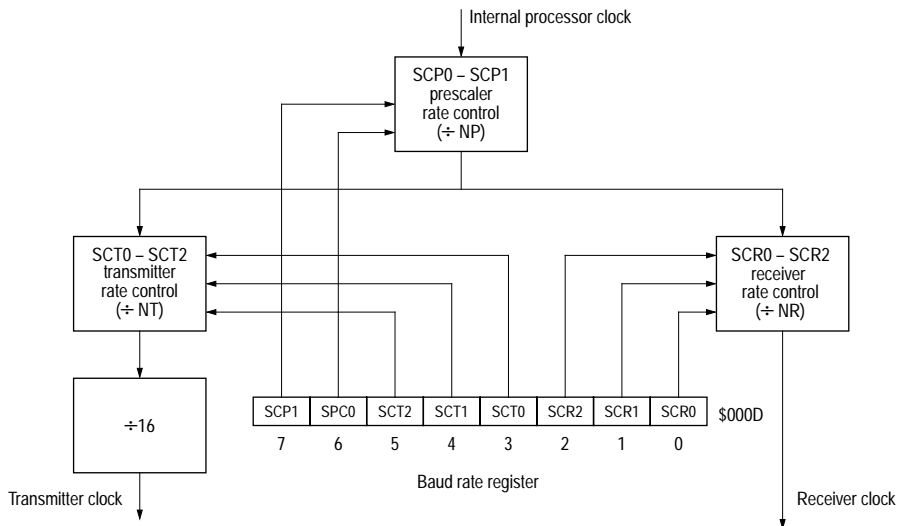 Internal processor clock
SCP0 – SCP1
prescaler
rate control
(÷ NP)
SCT0 – SCT2
transmitter
rate control
(÷ NT)
SCR0 – SCR2
receiver
rate control
(÷ NR)
÷16
SCP1 SPC0 SCT2 SCT1 SCT0 SCR2 SCR1 SCR0 $000D
7 6 5 4 3 2 1 0
Baud rate register
Transmitter clock
Receiver clock